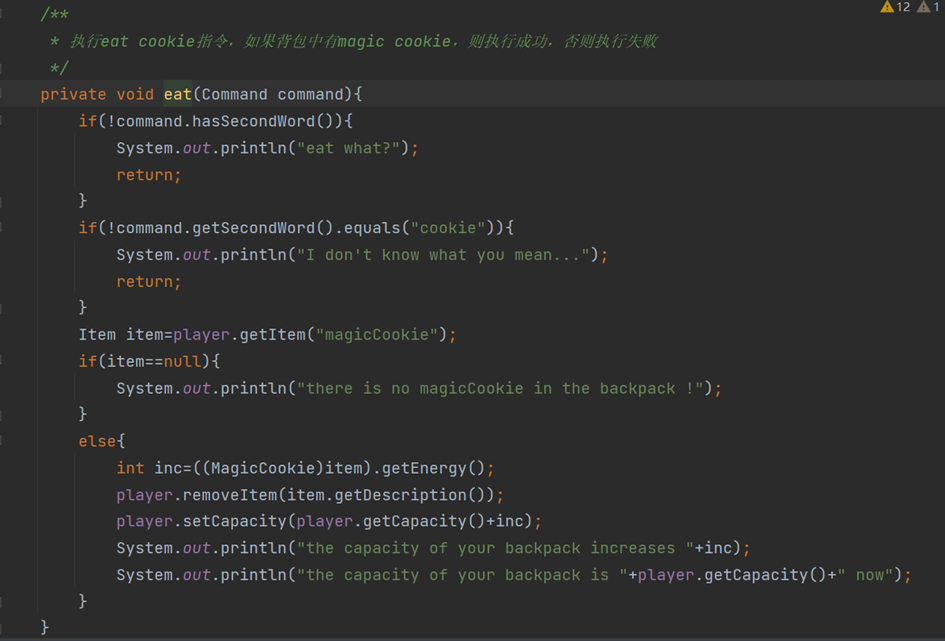 12 1
/**
* 执行eat cookie指令，如果背包中有magic cookie，则执行成功，否则执行失败
*/
private void eat(Command command){
if(!command.hasSecondWord()){
System.out.println("eat what?");
return;
}
if(!command.getSecondWord().equals("cookie")){
System.out.println("I don't know what you mean...");
return;
}
Item item=player.getItem("magicCookie");
if(item==null){
System.out.println("there is no magicCookie in the backpack !");
}
else{
int inc=((MagicCookie)item).getEnergy();
player.removeItem(item.getDescription());
player.setCapacity(player.getCapacity()+inc);
System.out.println("the capacity of your backpack increases "+inc);
System.out.println("the capacity of your backpack is "+player.getCapacity()+" now");
}
}